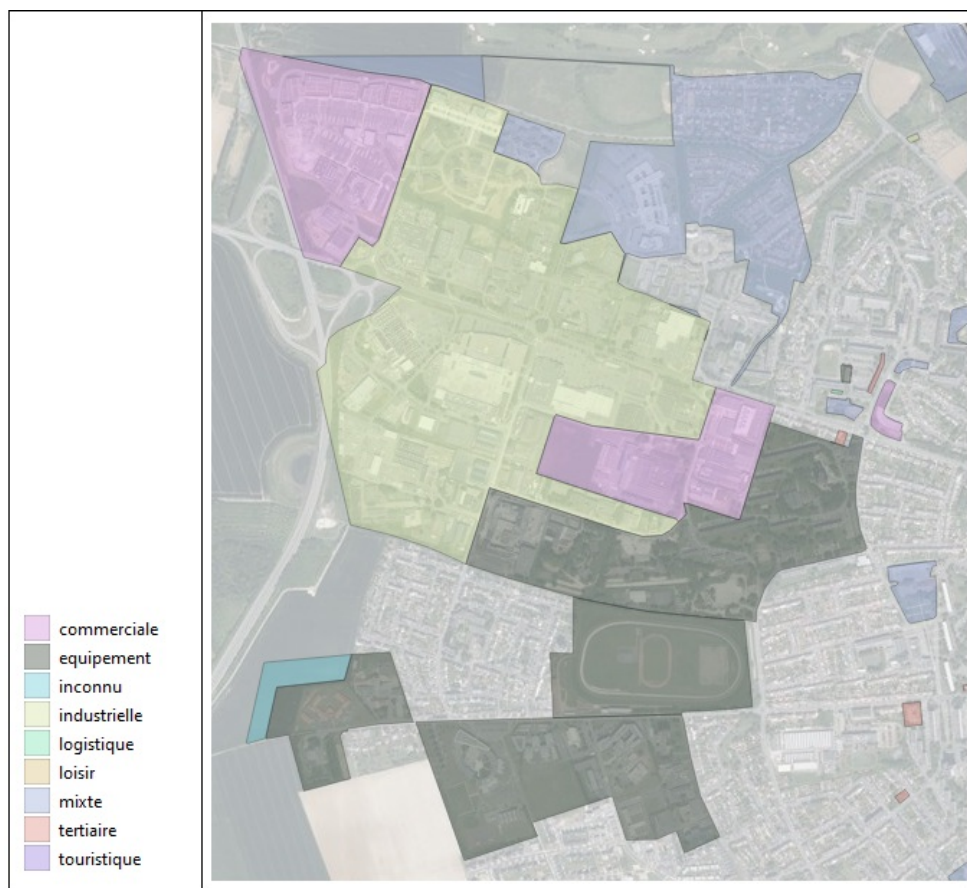 commerciale
equipement
inconnu
industrielle
logistique
loisir
mixte
tertiaire
touristique